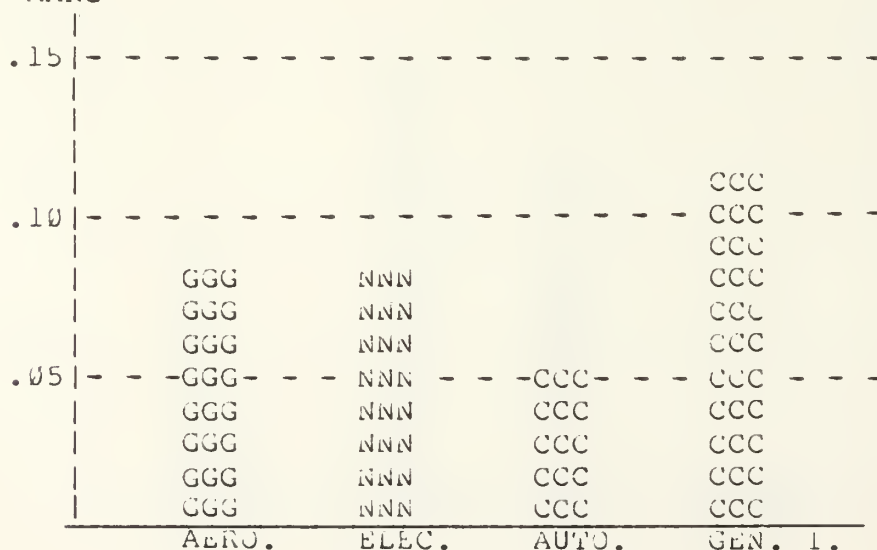 .15|- - - - - - - - - - - - - - - - - - - -
CCC
.10|- - - - - - - - - - - - - - - - CCC - - -
CCC
GGG NNN CCC
GGG NNN CCC
GGG NNN CCC
.05|- - -GGG- - - NNN - - -CCC- - - CCC - - -
GGG NNN CCC CCC
GGG NNN CCC CCC
GGG NNN CCC CCC
GGG NNN CCC CCC
AERO. ELEC. AUTO. GEN. I.